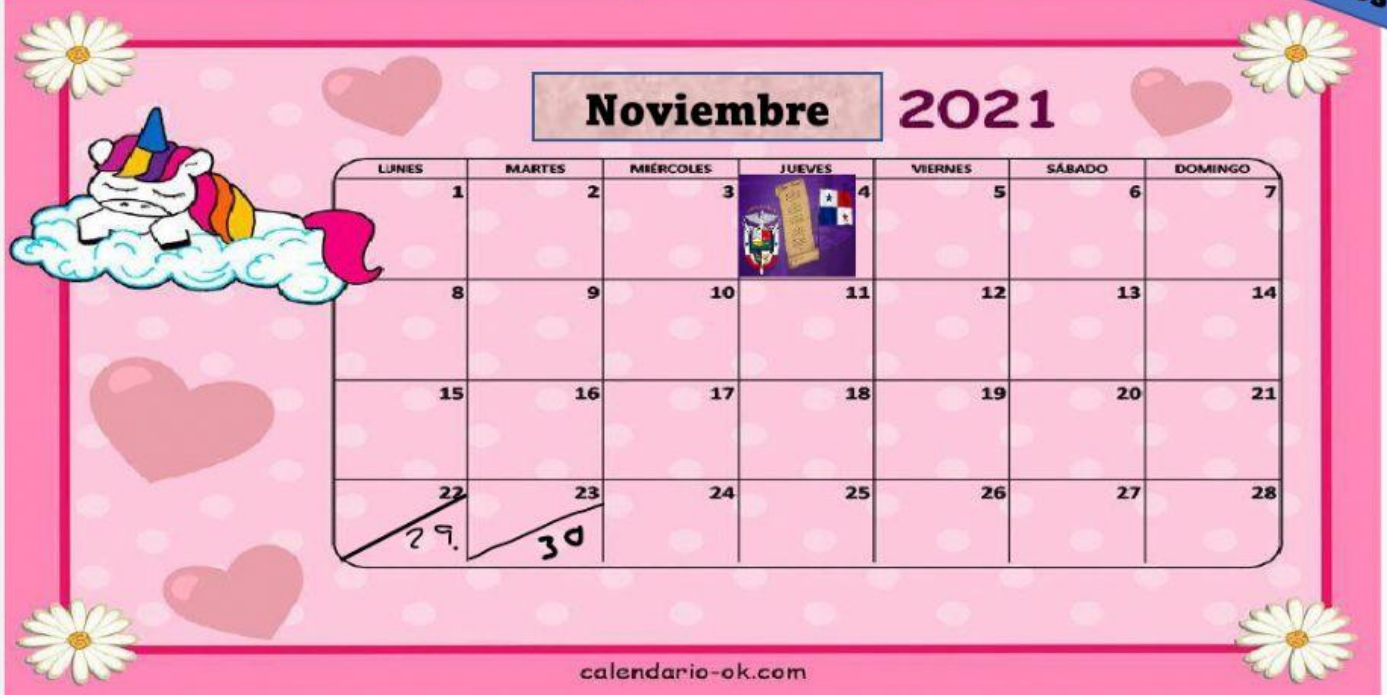 Noviembre 2021
LUNES MARTES MIÉRCOLES JUEVES VIERNES SÁBADO DOMINGO
1 2 3 4 5 6 7
8 9 10 11 12 13 14
15 16 17 18 19 20 21
22 23 24 25 26 27 28
29. 30
calendario-ok.com